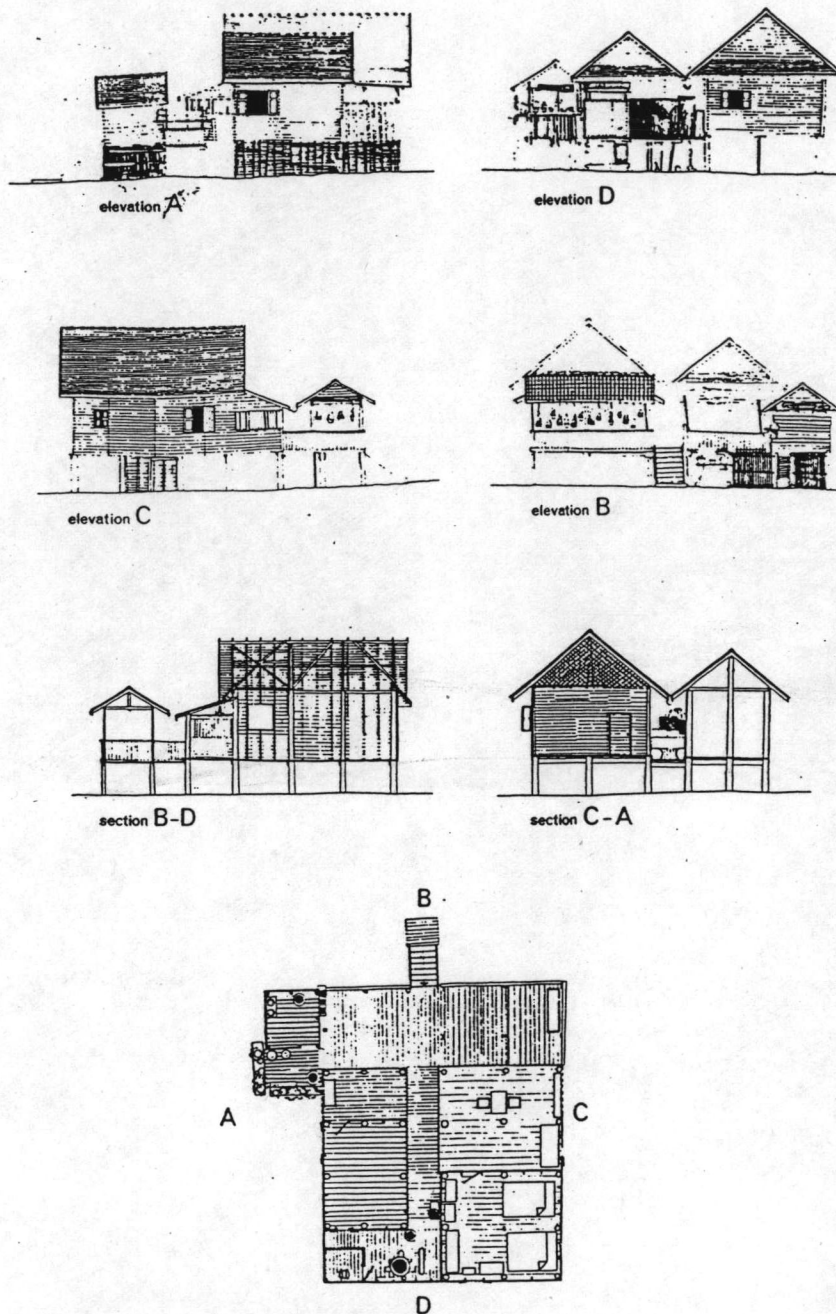 elevation A
elevation D
elevation C
elevation B
section B-D
section C-A
B
A
C
D